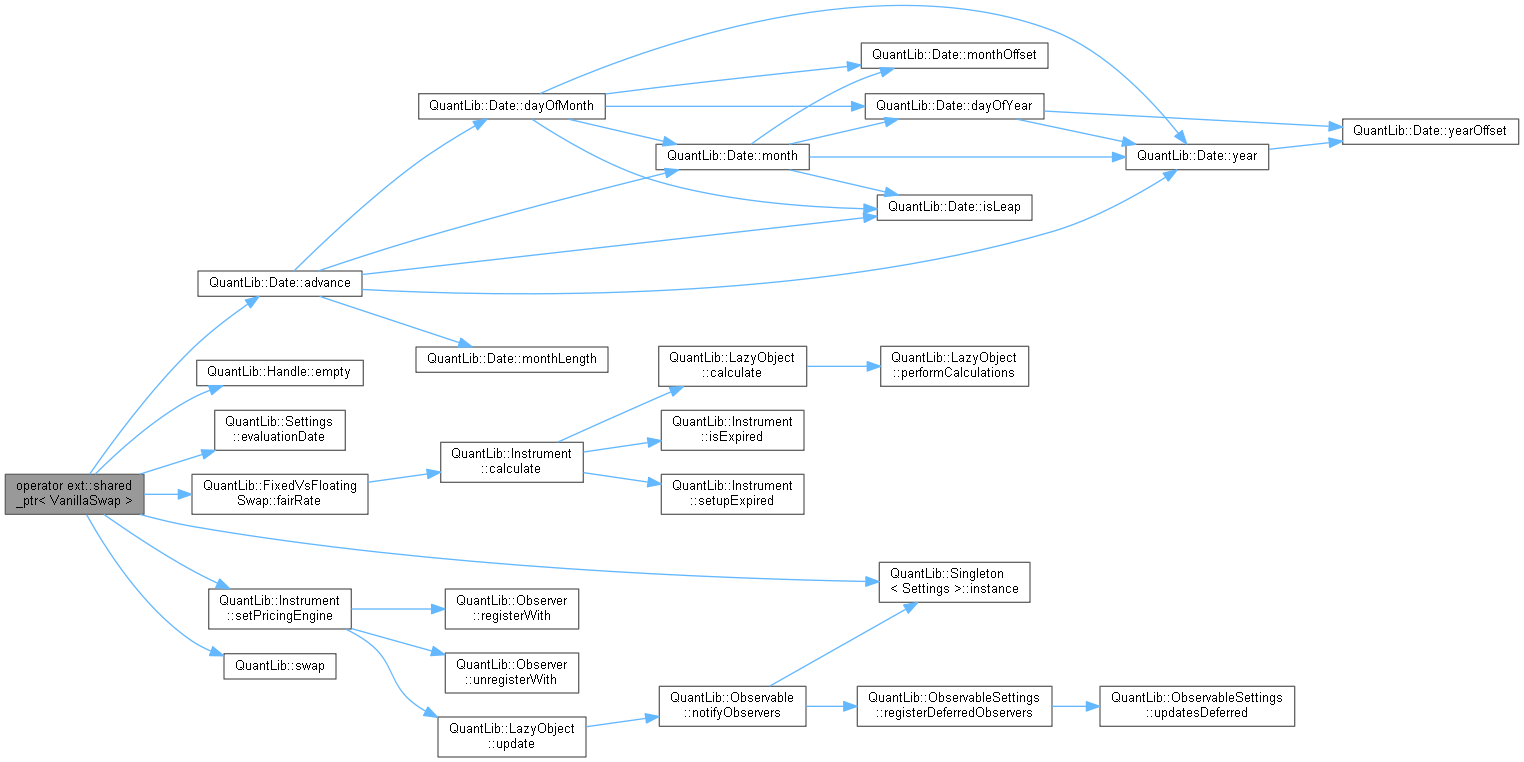 QuantLib::Date::monthOffset
QuantLib::Date::dayOfMonth
QuantLib::Date::dayOfYear
QuantLib::Date::yearOffset
QuantLib::Date::month
QuantLib::Date::year
QuantLib::Date::isLeap
QuantLib::Date::advance
QuantLib::Date::monthLength
QuantLib::LazyObject
::calculate
QuantLib::LazyObject
::performCalculations
QuantLib::Handle::empty
QuantLib::Settings
::evaluationDate
QuantLib::Instrument
::isExpired
QuantLib::Instrument
::calculate
operator ext::shared
_ptr< VanillaSwap >
QuantLib::FixedVsFloating
Swap::fairRate
QuantLib::Instrument
::setupExpired
QuantLib::Singleton
< Settings >::instance
QuantLib::Instrument
::setPricingEngine
QuantLib::Observer
::registerWith
QuantLib::swap
QuantLib::Observer
::unregisterWith
QuantLib::Observable
::notifyObservers
QuantLib::ObservableSettings
::registerDeferredObservers
QuantLib::ObservableSettings
::updatesDeferred
QuantLib::LazyObject
::update